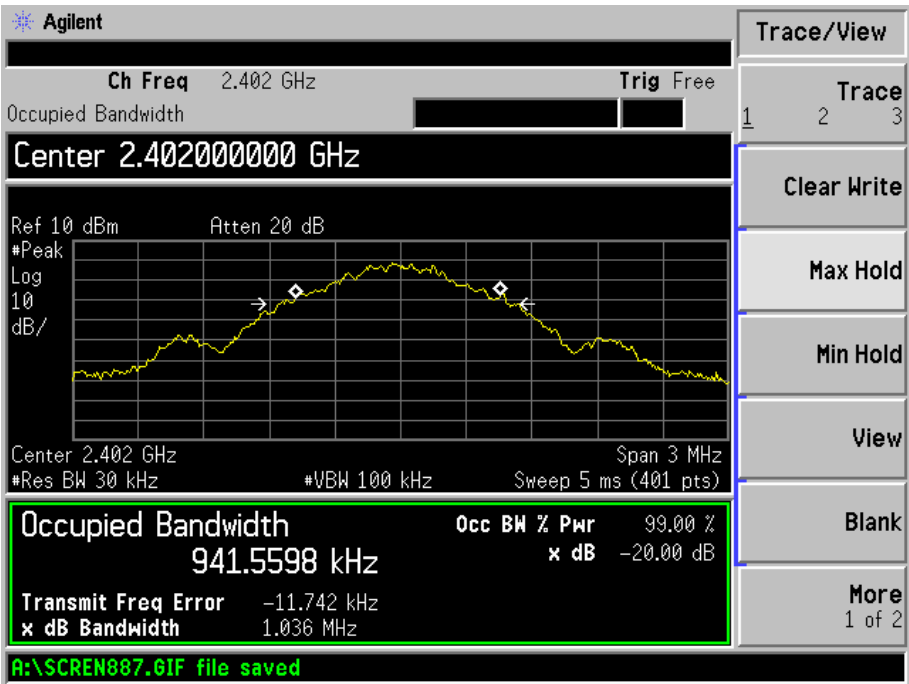 Agilent
Ch Freq 2.402 GHz Trig Free
Occupied Bandwidth
Center 2.402000000 GHz
Ref 10 dBm Atten 20 dB
#Peak
Log
10
dB/
Center 2.402 GHz Span 3 MHz
#Res BW 30 kHz #VBW 100 kHz Sweep 5 ms (401 pts)
Occupied Bandwidth
941.5598 kHz
Occ BW % Pwr 99.00 %
x dB -20.00 dB
Transmit Freq Error -11.742 kHz
x dB Bandwidth 1.036 MHz
A:\SCREN887.GIF file saved
Trace/View
Trace
1 2 3
Clear Write
Max Hold
Min Hold
View
Blank
More
1 of 2